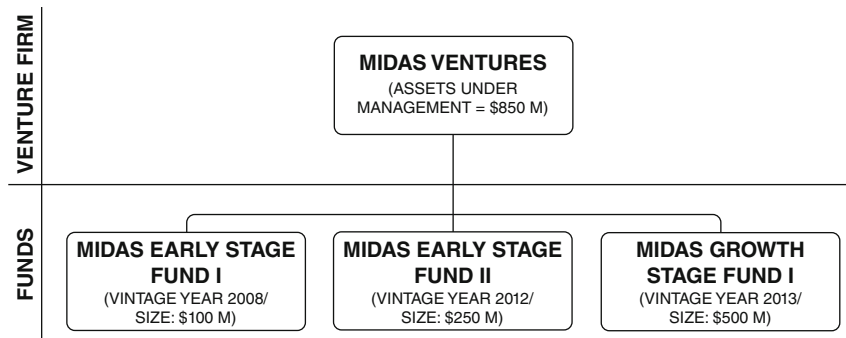 VENTURE FIRM
MIDAS VENTURES
(ASSETS UNDER
MANAGEMENT = $850 M)
FUNDS
MIDAS EARLY STAGE
FUND I
(VINTAGE YEAR 2008/
SIZE: $100 M)
MIDAS EARLY STAGE
FUND II
(VINTAGE YEAR 2012/
SIZE: $250 M)
MIDAS GROWTH
STAGE FUND I
(VINTAGE YEAR 2013/
SIZE: $500 M)